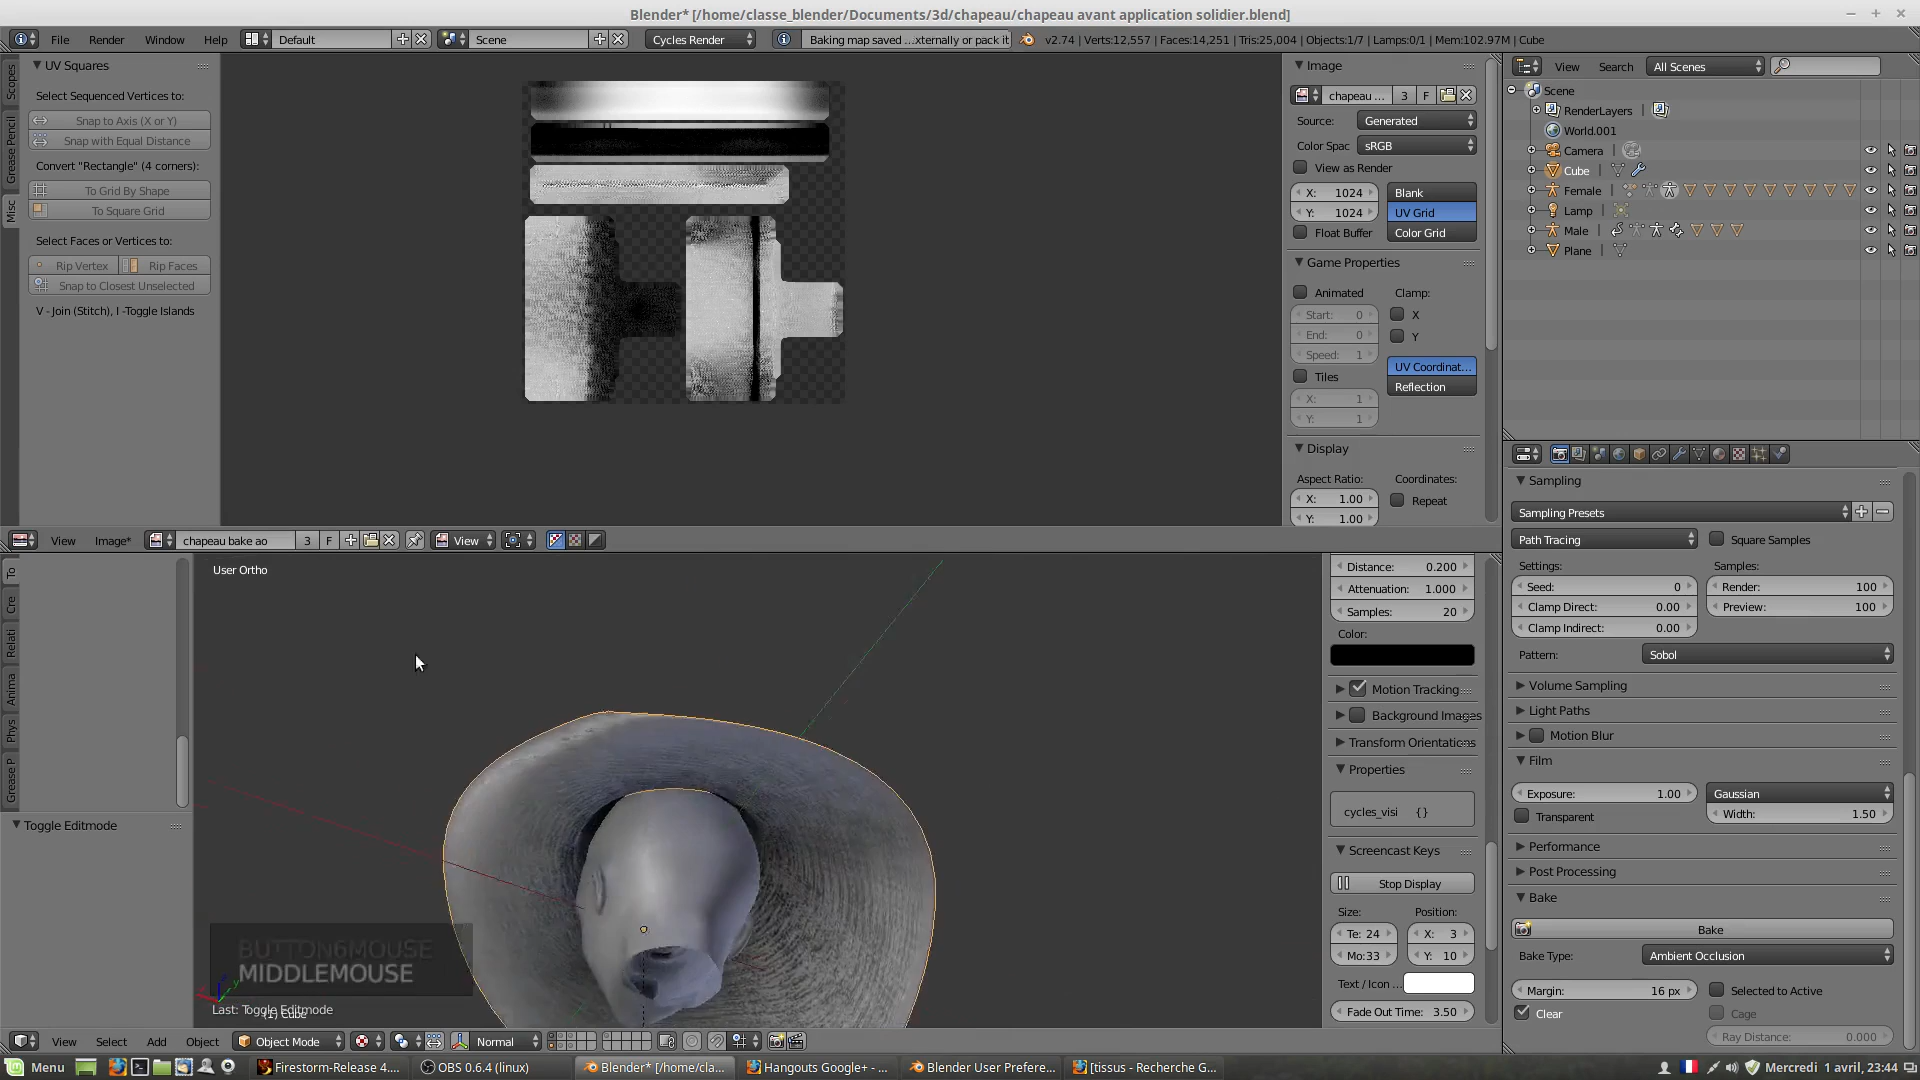 Blender* [/home/classe_blender/Documents/3d/chapeau/chapeau avant application solidier.blend]
File Render Window Help Default Scene Cycles Render Baking map saved ...xternally or pack it v2.74 | Verts:12,557 | Faces:14,251 | Tris:25,004 | Objects:1/7 | Lamps:0/1 | Mem:102.97M | Cube
Scopes
Grease Pencil
Misc
UV Squares
Select Sequenced Vertices to:
Snap to Axis (X or Y)
Snap with Equal Distance
Convert "Rectangle" (4 corners):
To Grid By Shape
To Square Grid
Select Faces or Vertices to:
Rip Vertex Rip Faces
Snap to Closest Unselected
V - Join (Stitch), I -Toggle Islands
Image
chapeau ... 3 F
Source: Generated
Color Spac sRGB
View as Render
X: 1024 Blank
Y: 1024 UV Grid
Float Buffer Color Grid
Game Properties
Animated Clamp:
Start: 0 X
End: 0 Y
Speed: 1
UV Coordinat...
Tiles Reflection
X: 1
Y: 1
Display
Aspect Ratio: Coordinates:
X: 1.00 Repeat
Y: 1.00
View Search All Scenes
Scene
RenderLayers
World.001
Camera
Cube
Female
Lamp
Male
Plane
View Image* chapeau bake ao 3 F View
To
Cre
Relati
Anima
Phys
Grease P
Toggle Editmode
User Ortho
BUTTON6MOUSE
MIDDLEMOUSE
Last: Toggle Editmode
(1) Cube
Distance: 0.200
Attenuation: 1.000
Samples: 20
Color:
Motion Tracking
Background Images
Transform Orientations
Properties
cycles_visi {}
Screencast Keys
Stop Display
Size: Position:
Te: 24 X: 3
Mo:33 Y: 10
Text / Icon ...
Fade Out Time: 3.50
Sampling
Sampling Presets
Path Tracing Square Samples
Settings: Samples:
Seed: 0 Render: 100
Clamp Direct: 0.00 Preview: 100
Clamp Indirect: 0.00
Pattern: Sobol
Volume Sampling
Light Paths
Motion Blur
Film
Exposure: 1.00 Gaussian
Transparent Width: 1.50
Performance
Post Processing
Bake
Bake
Bake Type: Ambient Occlusion
Margin: 16 px Selected to Active
Clear Cage
Ray Distance: 0.000
View Select Add Object Object Mode Normal
Menu Firestorm-Release 4.... OBS 0.6.4 (linux) Blender* [/home/cla... Hangouts Google+ - ... Blender User Prefere... [tissus - Recherche G... Mercredi 1 avril, 23:44